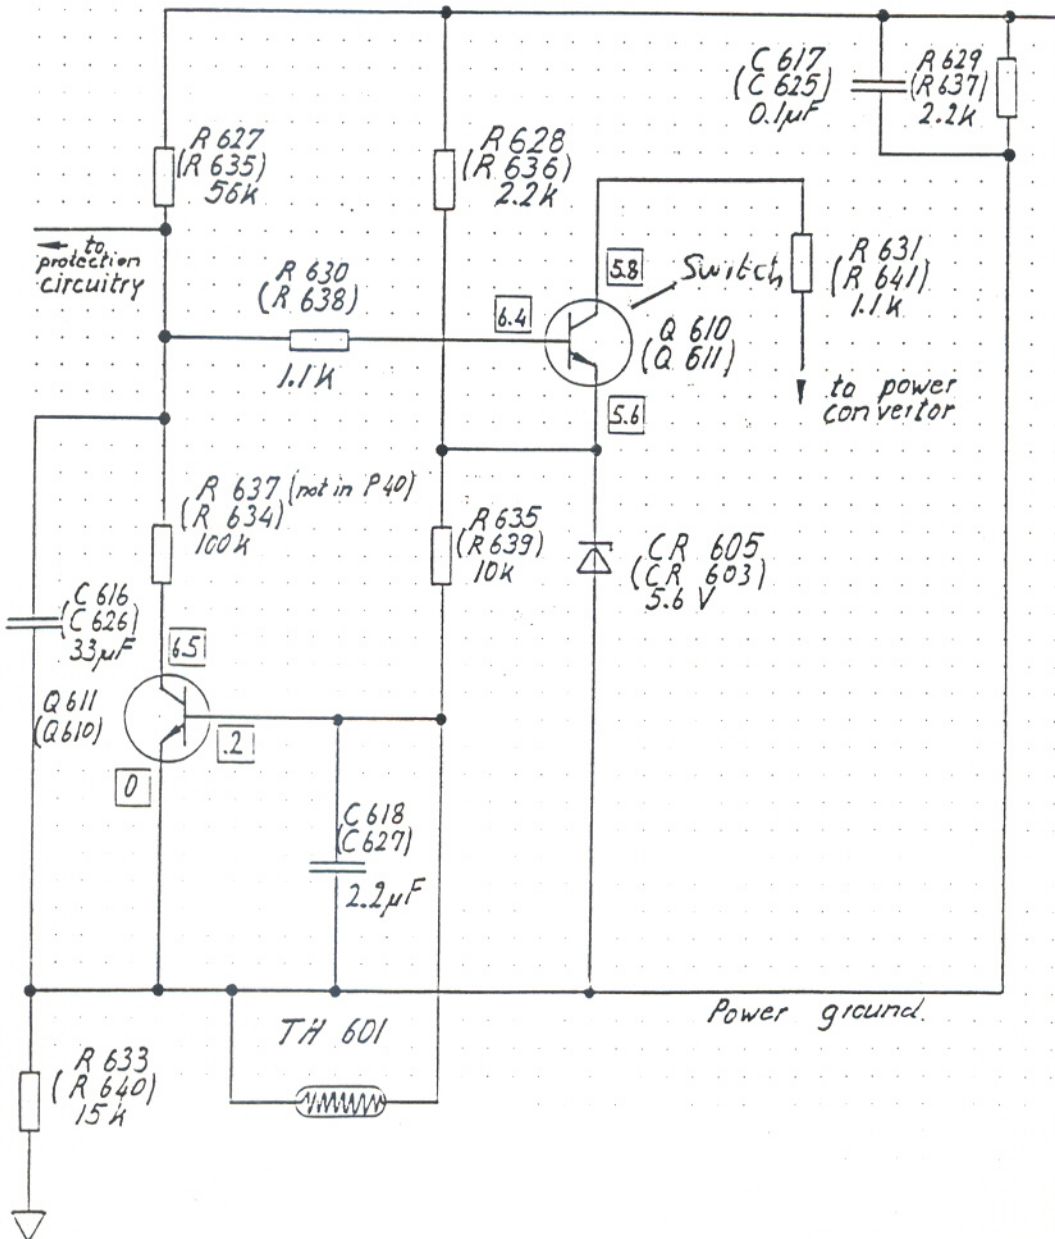 C 617
(C 625)
0.1µF
R 629
(R 637)
2.2K
R 627
(R 635)
56K
R 628
(R 636)
2.2K
to
protection
circuitry
R 630
(R 638)
1.1K
5.8
Switch
6.4
Q 610
(Q 611)
5.6
R 631
(R 641)
1.1K
to power
convertor
R 637 (not in P40)
(R 634)
100K
R 635
(R 639)
10K
CR 605
(CR 603)
5.6 V
C 616
(C 626)
33µF
6.5
Q 611
(Q 610)
.2
0
C 618
(C 627)
2.2µF
Power ground.
TH 601
R 633
(R 640)
15K